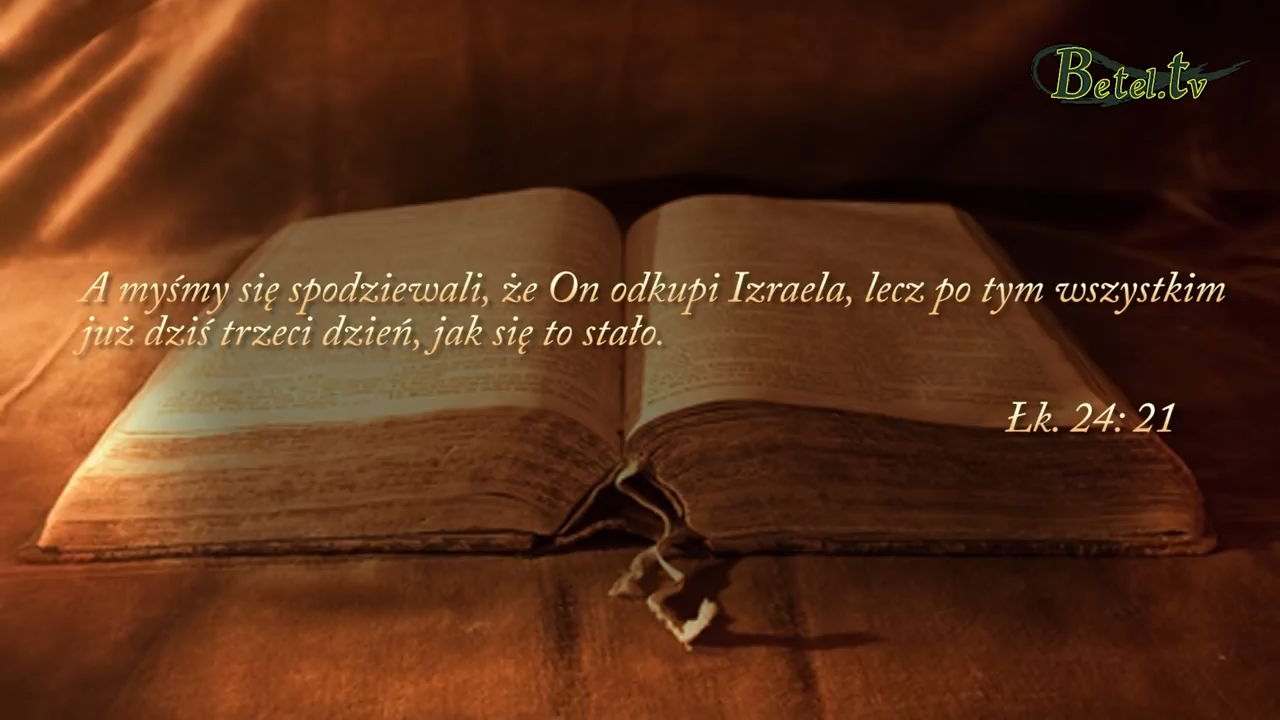 Betel.tv
A myśmy się spodziewali, że On odkupi Izraela, lecz po tym wszystkim
już dziś trzeci dzień, jak się to stało.
Łk. 24: 21